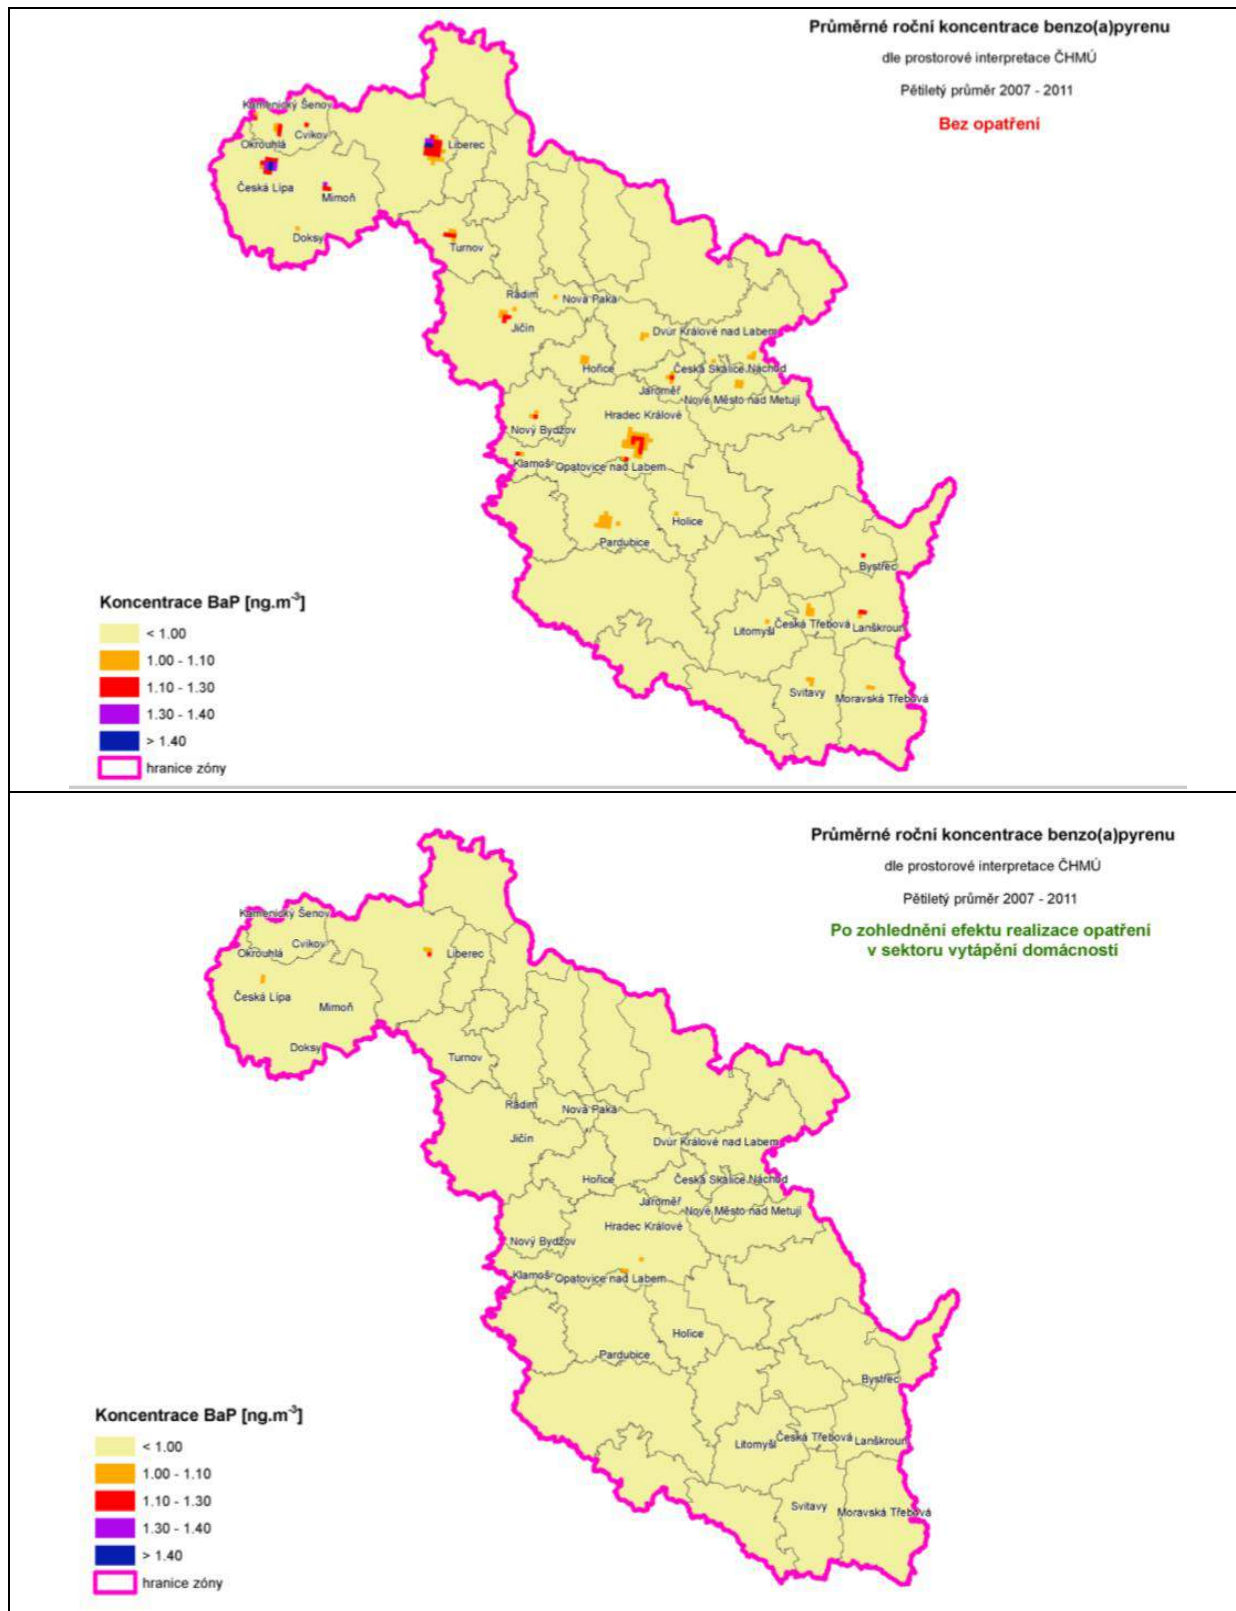 Průměrné roční koncentrace benzo(a)pyrenu
dle prostorové interpretace ČHMÚ
Pětiletý průměr 2007 - 2011
Bez opatření
Kamenický Šenov
Cvikov
Okrouhlá
Liberec
Česká Lípa
Mimoň
Doksy
Turnov
Radim
Nová Paka
Jičín
Dvůr Králové nad Labem
Hořice
Česká Skalice
Náchod
Jaroměř
Nové Město nad Metují
Hradec Králové
Nový Bydžov
Klamoš
Opatovice nad Labem
Holice
Pardubice
Bystřec
Litomyšl
Česká Třebová
Lanškroun
Svitavy
Moravská Třebová
Koncentrace BaP [ng.m-3]
< 1.00
1.00 - 1.10
1.10 - 1.30
1.30 - 1.40
> 1.40
hranice zóny
Průměrné roční koncentrace benzo(a)pyrenu
dle prostorové interpretace ČHMÚ
Pětiletý průměr 2007 - 2011
Po zohlednění efektu realizace opatření
v sektoru vytápění domácností
Kamenický Šenov
Cvikov
Okrouhlá
Liberec
Česká Lípa
Mimoň
Doksy
Turnov
Radim
Nová Paka
Jičín
Dvůr Králové nad Labem
Hořice
Česká Skalice
Náchod
Jaroměř
Nové Město nad Metují
Hradec Králové
Nový Bydžov
Klamoš
Opatovice nad Labem
Holice
Pardubice
Bystřec
Litomyšl
Česká Třebová
Lanškroun
Svitavy
Moravská Třebová
Koncentrace BaP [ng.m-3]
< 1.00
1.00 - 1.10
1.10 - 1.30
1.30 - 1.40
> 1.40
hranice zóny